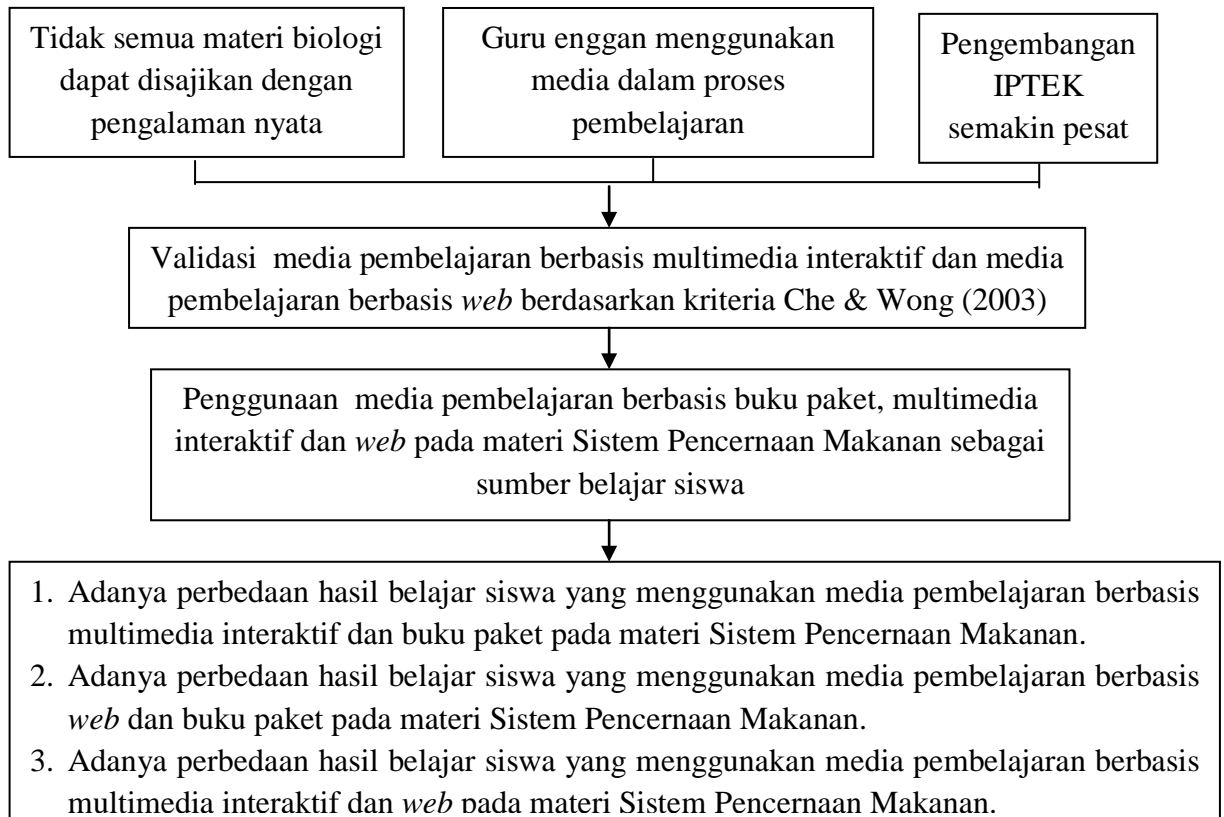 Tidak semua materi biologi
dapat disajikan dengan
pengalaman nyata
Guru enggan menggunakan
media dalam proses
pembelajaran
Pengembangan
IPTEK
semakin pesat
Validasi media pembelajaran berbasis multimedia interaktif dan media
pembelajaran berbasis web berdasarkan kriteria Che & Wong (2003)
Penggunaan media pembelajaran berbasis buku paket, multimedia
interaktif dan web pada materi Sistem Pencernaan Makanan sebagai
sumber belajar siswa
1. Adanya perbedaan hasil belajar siswa yang menggunakan media pembelajaran berbasis
multimedia interaktif dan buku paket pada materi Sistem Pencernaan Makanan.
2. Adanya perbedaan hasil belajar siswa yang menggunakan media pembelajaran berbasis
web dan buku paket pada materi Sistem Pencernaan Makanan.
3. Adanya perbedaan hasil belajar siswa yang menggunakan media pembelajaran berbasis
multimedia interaktif dan web pada materi Sistem Pencernaan Makanan.